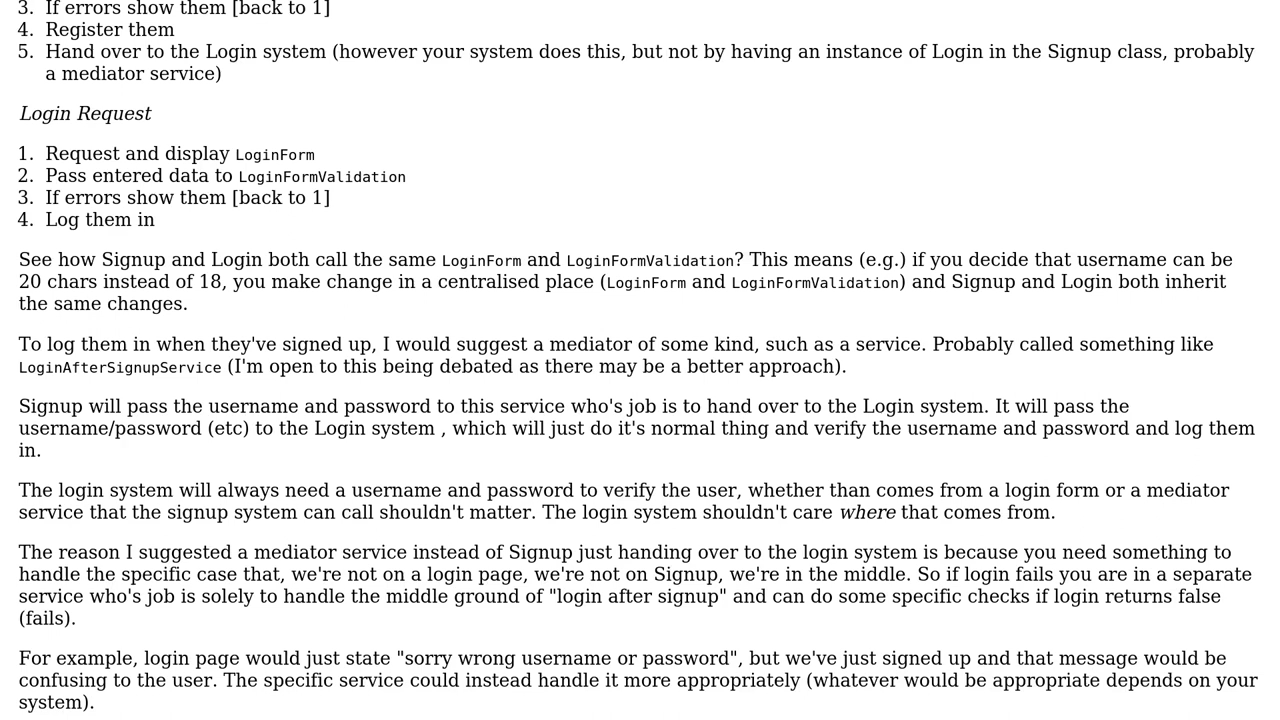 3. If errors show them [back to 1]
4. Register them
5. Hand over to the Login system (however your system does this, but not by having an instance of Login in the Signup class, probably
a mediator service)
Login Request
1. Request and display LoginForm
2. Pass entered data to LoginFormValidation
3. If errors show them [back to 1]
4. Log them in
See how Signup and Login both call the same LoginForm and LoginFormValidation? This means (e.g.) if you decide that username can be
20 chars instead of 18, you make change in a centralised place (LoginForm and LoginFormValidation) and Signup and Login both inherit
the same changes.
To log them in when they've signed up, I would suggest a mediator of some kind, such as a service. Probably called something like
LoginAfterSignupService (I'm open to this being debated as there may be a better approach).
Signup will pass the username and password to this service who's job is to hand over to the Login system. It will pass the
username/password (etc) to the Login system , which will just do it's normal thing and verify the username and password and log them
in.
The login system will always need a username and password to verify the user, whether than comes from a login form or a mediator
service that the signup system can call shouldn't matter. The login system shouldn't care where that comes from.
The reason I suggested a mediator service instead of Signup just handing over to the login system is because you need something to
handle the specific case that, we're not on a login page, we're not on Signup, we're in the middle. So if login fails you are in a separate
service who's job is solely to handle the middle ground of "login after signup" and can do some specific checks if login returns false
(fails).
For example, login page would just state "sorry wrong username or password", but we've just signed up and that message would be
confusing to the user. The specific service could instead handle it more appropriately (whatever would be appropriate depends on your
system).